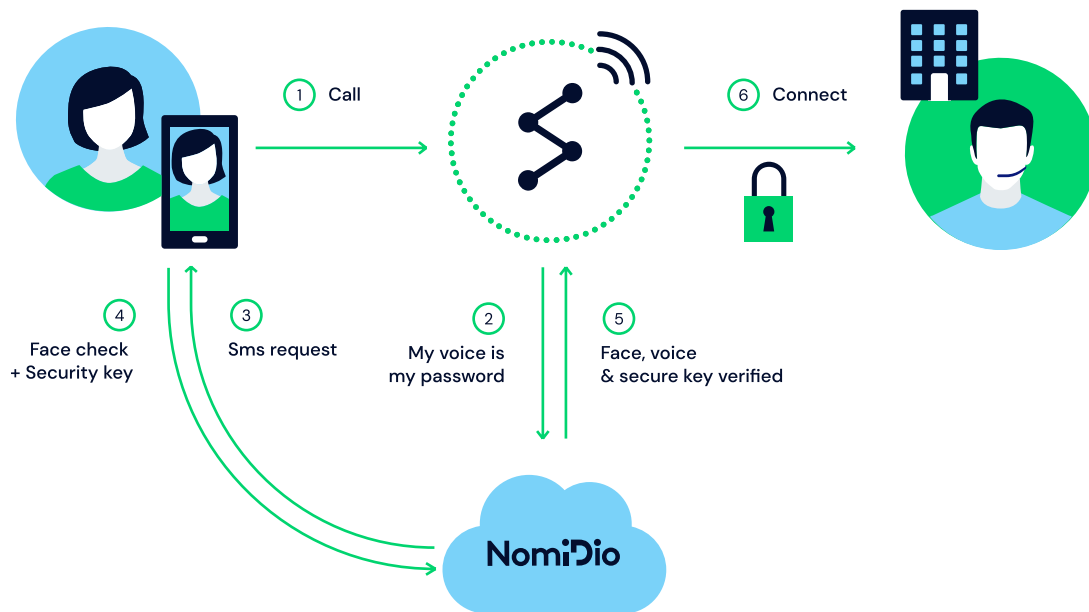 1 Call
6 Connect
4
Face check
+ Security key
3
Sms request
2
My voice is
my password
5
Face, voice
& secure key verified
NomiDio